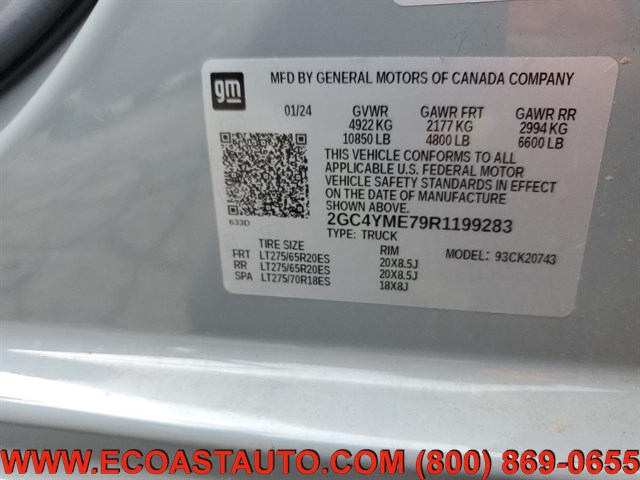 gm
MFD BY GENERAL MOTORS OF CANADA COMPANY
01/24 GVWR GAWR FRT GAWR RR
4922 KG 2177 KG 2994 KG
10850 LB 4800 LB 6600 LB
THIS VEHICLE CONFORMS TO ALL
APPLICABLE U.S. FEDERAL MOTOR
VEHICLE SAFETY STANDARDS IN EFFECT
ON THE DATE OF MANUFACTURE
SHOWN ABOVE.
633D
2GC4YME79R1199283
TYPE: TRUCK
TIRE SIZE RIM MODEL: 93CK20743
FRT LT275/65R20ES 20X8.5J
RR LT275/65R20ES 20X8.5J
SPA LT275/70R18ES 18X8J
WWW.ECOASTAUTO.COM (800) 869-0655